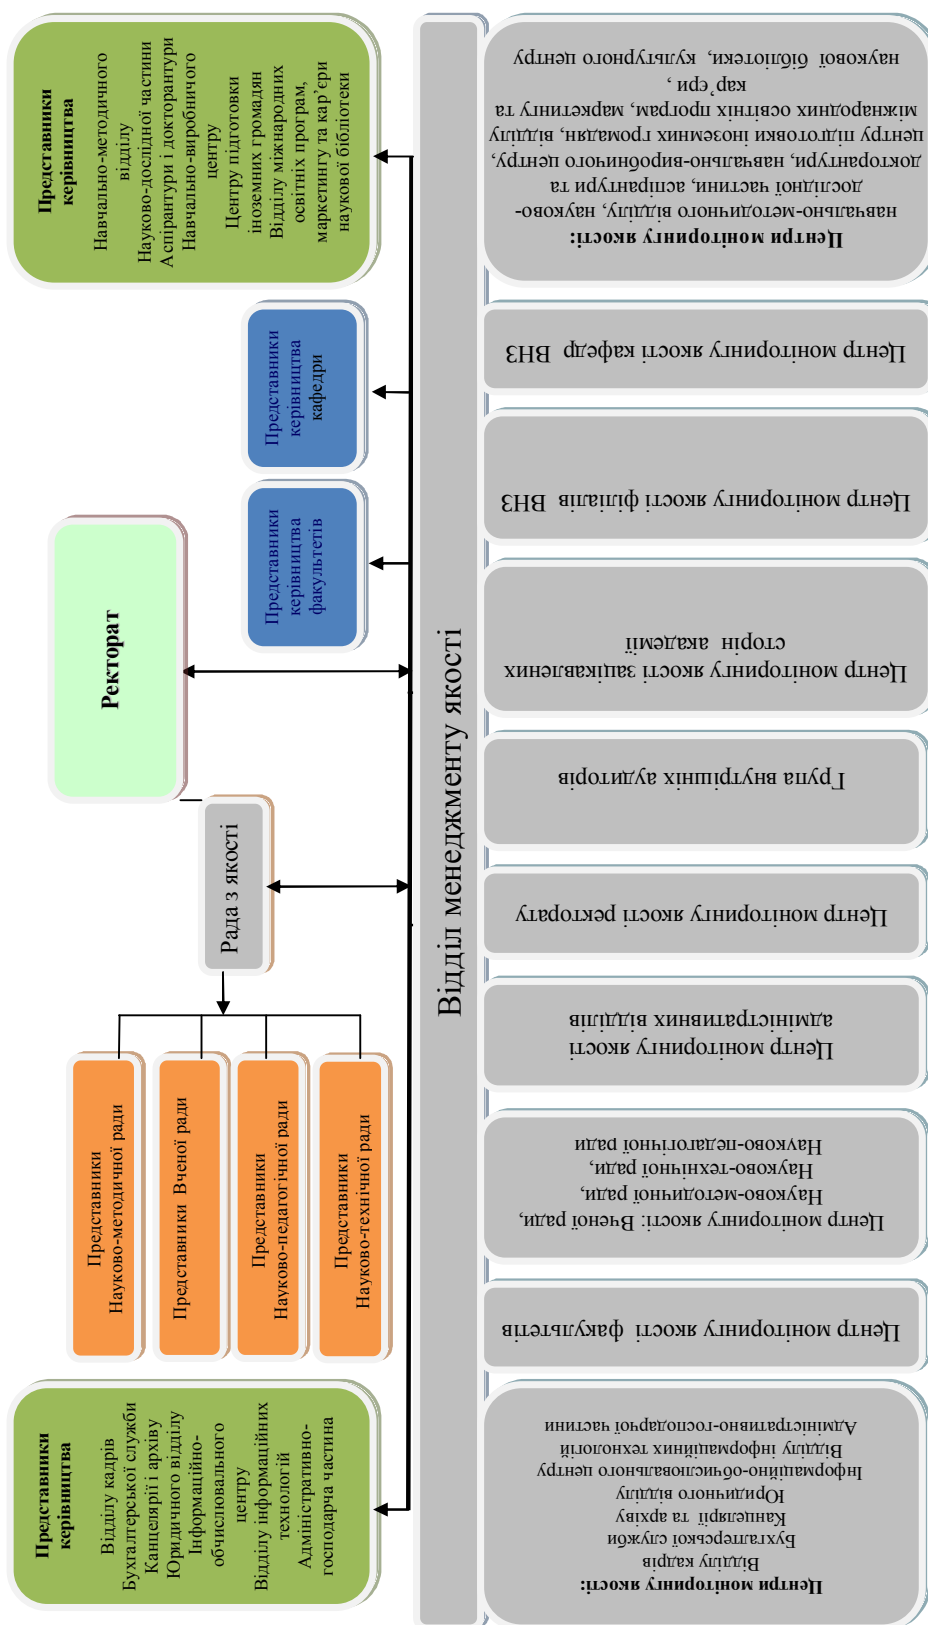 Представники
керівництва
Відділу кадрів
Бухгалтерської служби
Канцелярії і архіву
Юридичного відділу
Інформаційно-
обчислювального
центру
Відділу інформаційних
технологій
Адміністративно-
господарча частина
Представники
Науково-методичної ради
Представники Вченої ради
Представники
Науково-педагогічної ради
Представники
Науково-технічної ради
Рада з якості
Ректорат
Представники
керівництва
факультетів
Представники
керівництва
кафедри
Представники
керівництва
Навчально-методичного
відділу
Науково-дослідної частини
Аспірантури і докторантури
Навчально-виробничого
центру
Центру підготовки
іноземних громадян
Відділу міжнародних
освітніх програм,
маркетингу та кар’єри
наукової бібліотеки
Відділ менеджменту якості
Центри моніторингу якості:
Відділу кадрів
Бухгалтерської служби
Канцелярії та архіву
Юридичного відділу
Інформаційно-обчислювального центру
Відділу інформаційних технологій
Адміністративно-господарчої частини
Центр моніторингу якості факультетів
Центр моніторингу якості: Вченої ради,
Науково-методичної ради,
Науково-технічної ради,
Науково-педагогічної ради
Центр моніторингу якості
адміністративних відділів
Центр моніторингу якості ректорату
Група внутрішніх аудиторів
Центр моніторингу якості зацікавлених
сторін академії
Центр моніторингу якості філіалів ВНЗ
Центр моніторингу якості кафедр ВНЗ
Центри моніторингу якості:
навчально-методичного відділу, науково-
дослідної частини, аспірантури та
докторантури, навчально-виробничого центру,
центру підготовки іноземних громадян, відділу
міжнародних освітніх програм, маркетингу та
кар’єри ,
наукової бібліотеки, культурного центру